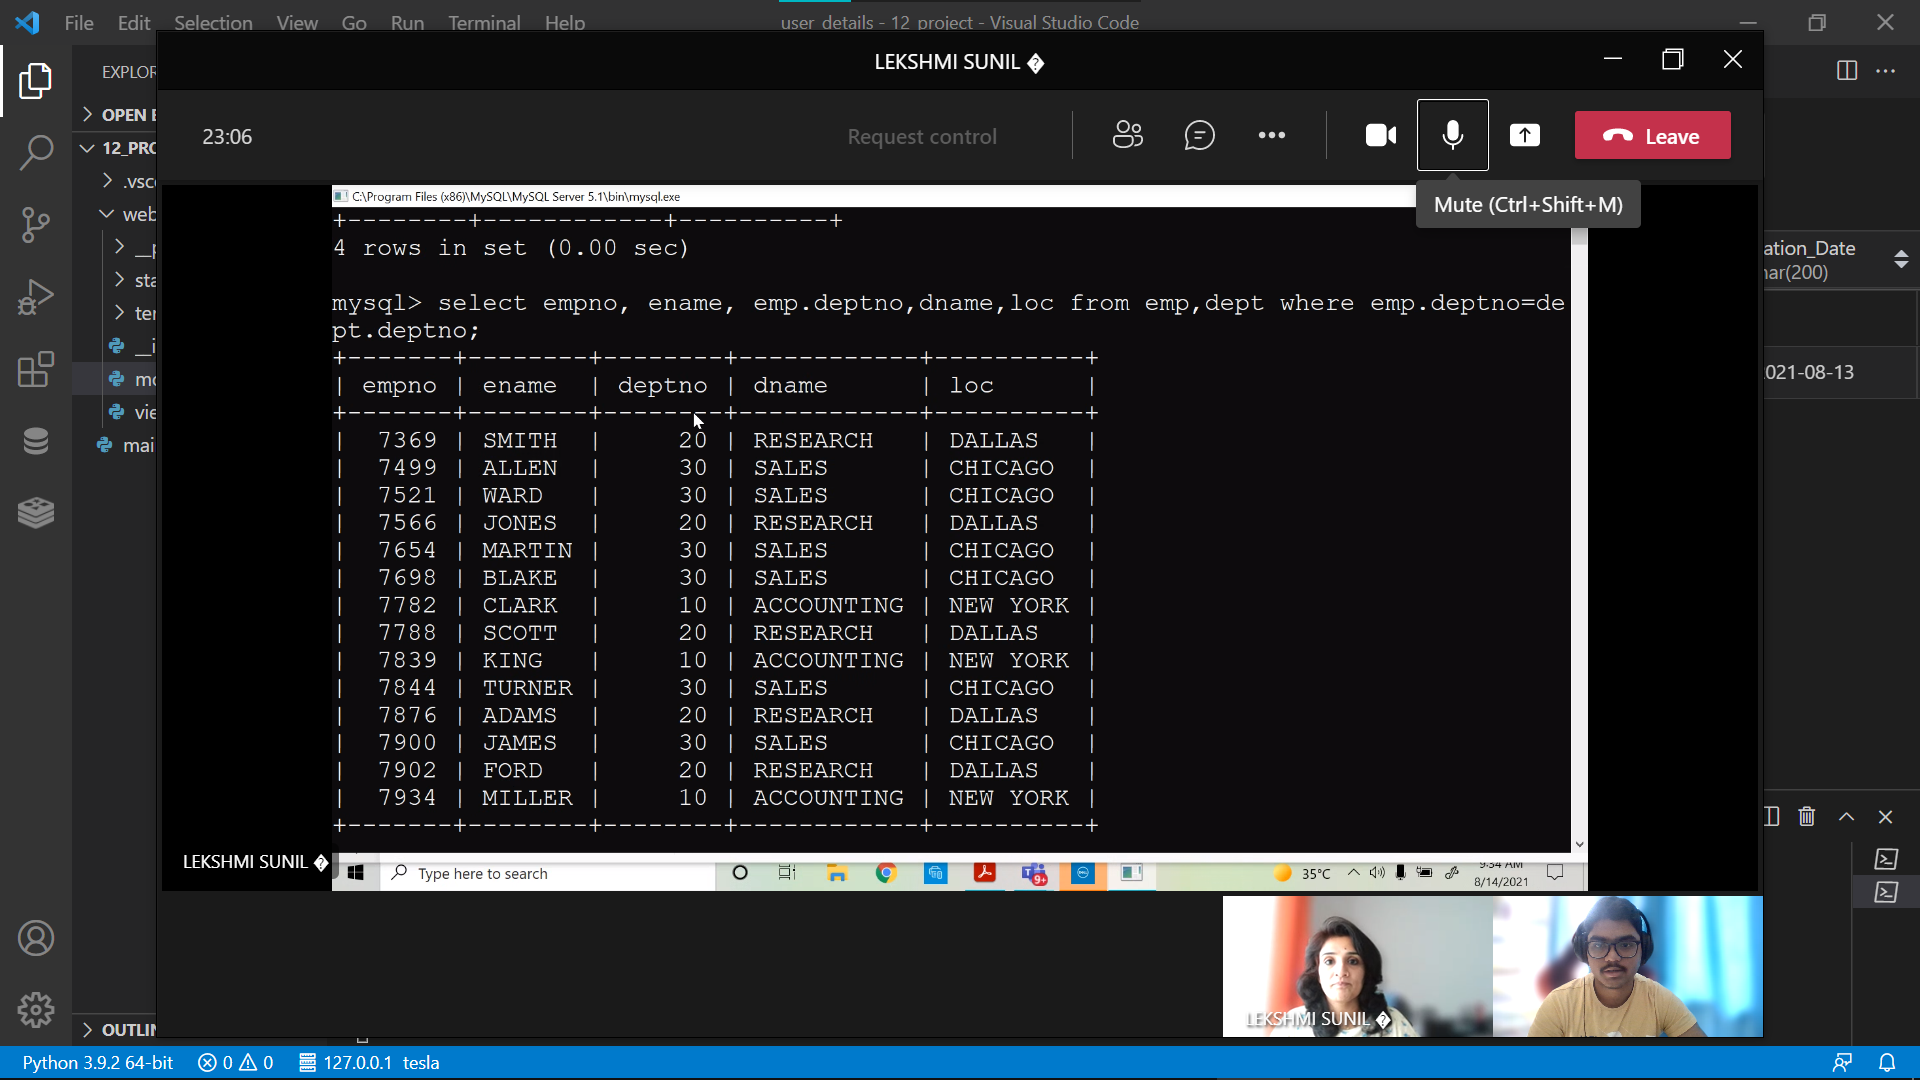 File Edit Selection View Go Run Terminal Help
user_details - 12_project - Visual Studio Code
LEKSHMI SUNIL �
23:06
Request control
Leave
Mute (Ctrl+Shift+M)
OPEN E
12_PRO
.vsc
web
sta
ter
mai
OUTLIN
C:\Program Files (x86)\MySQL\MySQL Server 5.1\bin\mysql.exe
+--------+------------+----------+
4 rows in set (0.00 sec)
mysql> select empno, ename, emp.deptno,dname,loc from emp,dept where emp.deptno=de
pt.deptno;
+-------+--------+--------+------------+----------+
| empno | ename  | deptno | dname      | loc      |
+-------+--------+--------+------------+----------+
|  7369 | SMITH  |     20 | RESEARCH   | DALLAS   |
|  7499 | ALLEN  |     30 | SALES      | CHICAGO  |
|  7521 | WARD   |     30 | SALES      | CHICAGO  |
|  7566 | JONES  |     20 | RESEARCH   | DALLAS   |
|  7654 | MARTIN |     30 | SALES      | CHICAGO  |
|  7698 | BLAKE  |     30 | SALES      | CHICAGO  |
|  7782 | CLARK  |     10 | ACCOUNTING | NEW YORK |
|  7788 | SCOTT  |     20 | RESEARCH   | DALLAS   |
|  7839 | KING   |     10 | ACCOUNTING | NEW YORK |
|  7844 | TURNER |     30 | SALES      | CHICAGO  |
|  7876 | ADAMS  |     20 | RESEARCH   | DALLAS   |
|  7900 | JAMES  |     30 | SALES      | CHICAGO  |
|  7902 | FORD   |     20 | RESEARCH   | DALLAS   |
|  7934 | MILLER |     10 | ACCOUNTING | NEW YORK |
+-------+--------+--------+------------+----------+
ation_Date
har(200)
021-08-13
LEKSHMI SUNIL �
Type here to search
9+
35°C
9:34 AM
8/14/2021
LEKSHMI SUNIL �
Python 3.9.2 64-bit 0 0 127.0.0.1 tesla